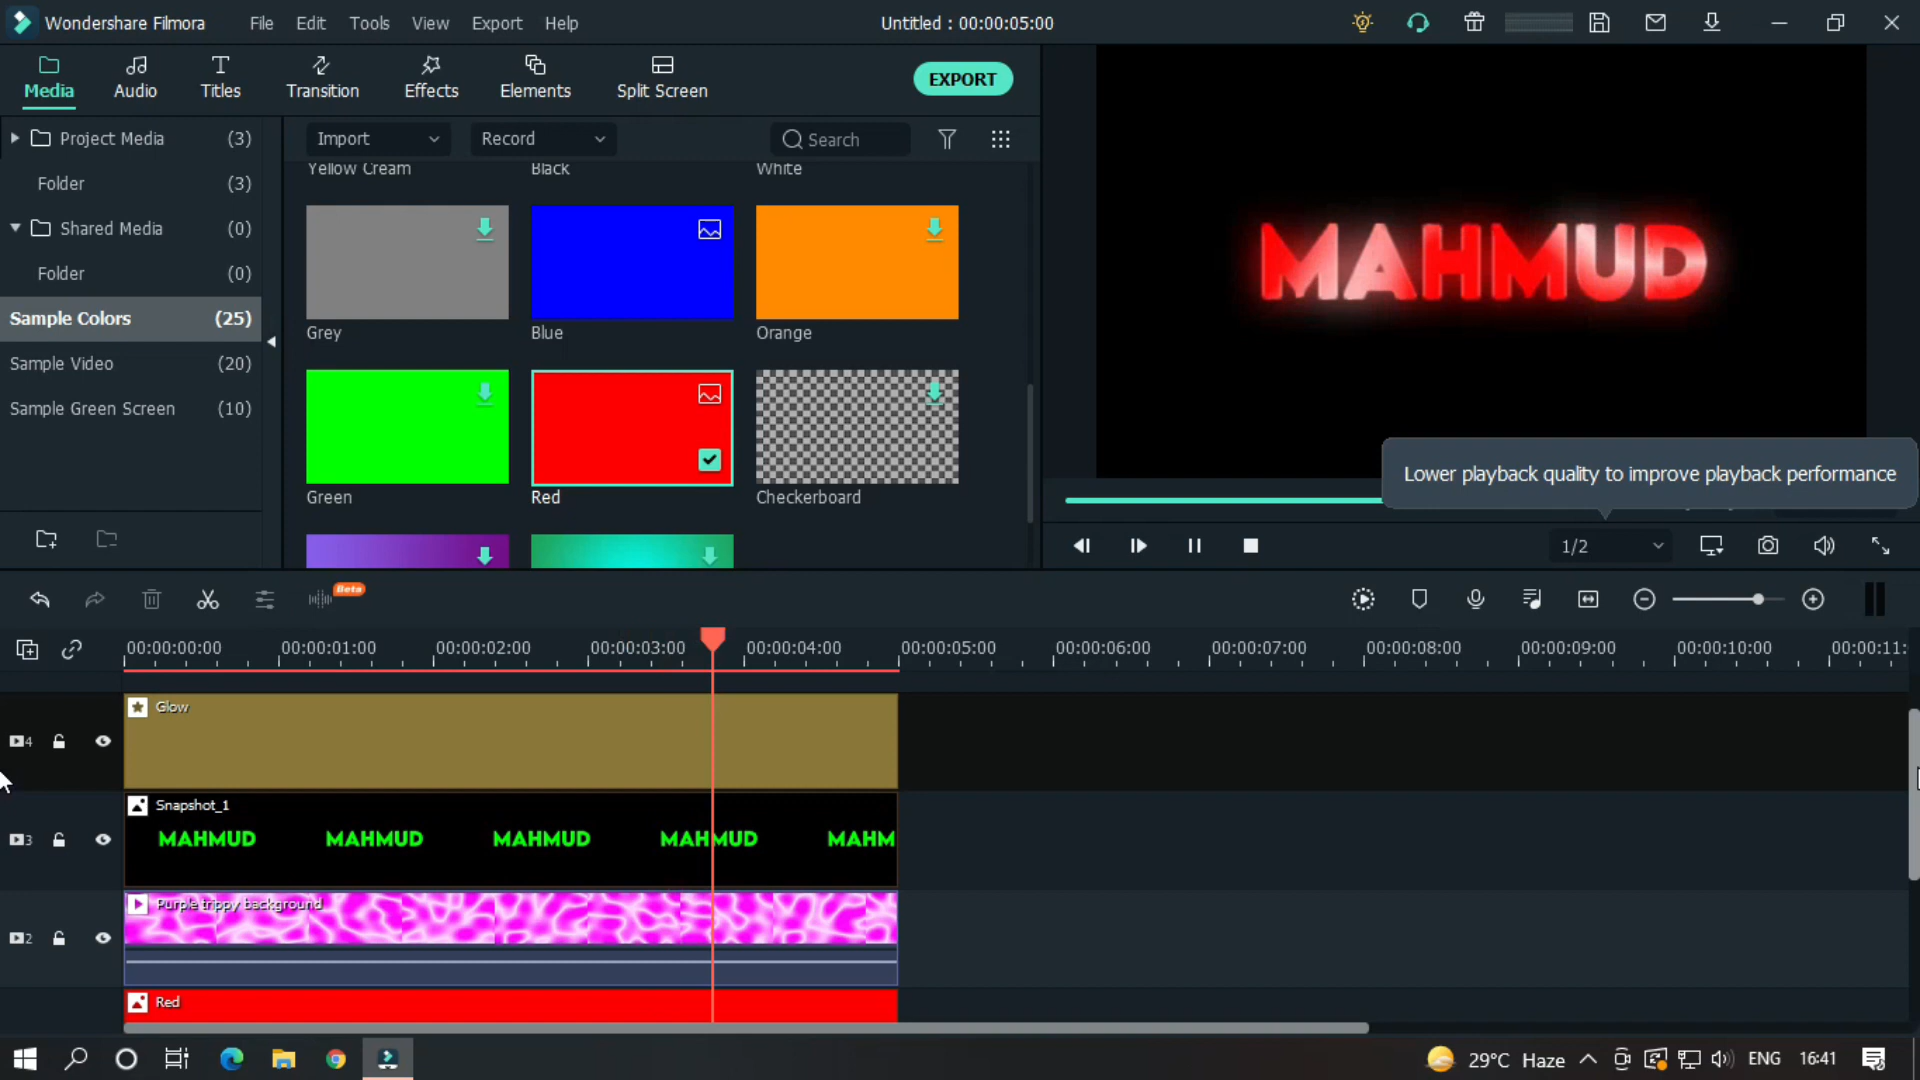 Wondershare Filmora File Edit Tools View Export Help Untitled : 00:00:05:00
Media Audio Titles Transition Effects Elements Split Screen EXPORT
Project Media (3)
Folder (3)
Shared Media (0)
Folder (0)
Sample Colors (25)
Sample Video (20)
Sample Green Screen (10)
Import Record Search
Yellow Cream Black White
Grey Blue Orange
Green Red Checkerboard
MAHMUD
Lower playback quality to improve playback performance
1/2
Beta
00:00:00:00 00:00:01:00 00:00:02:00 00:00:03:00 00:00:04:00 00:00:05:00 00:00:06:00 00:00:07:00 00:00:08:00 00:00:09:00 00:00:10:00 00:00:11:
Glow
4
Snapshot_1
3 MAHMUD MAHMUD MAHMUD MAHMUD MAHM
Purple trippy background
2
Red
29°C Haze ENG 16:41